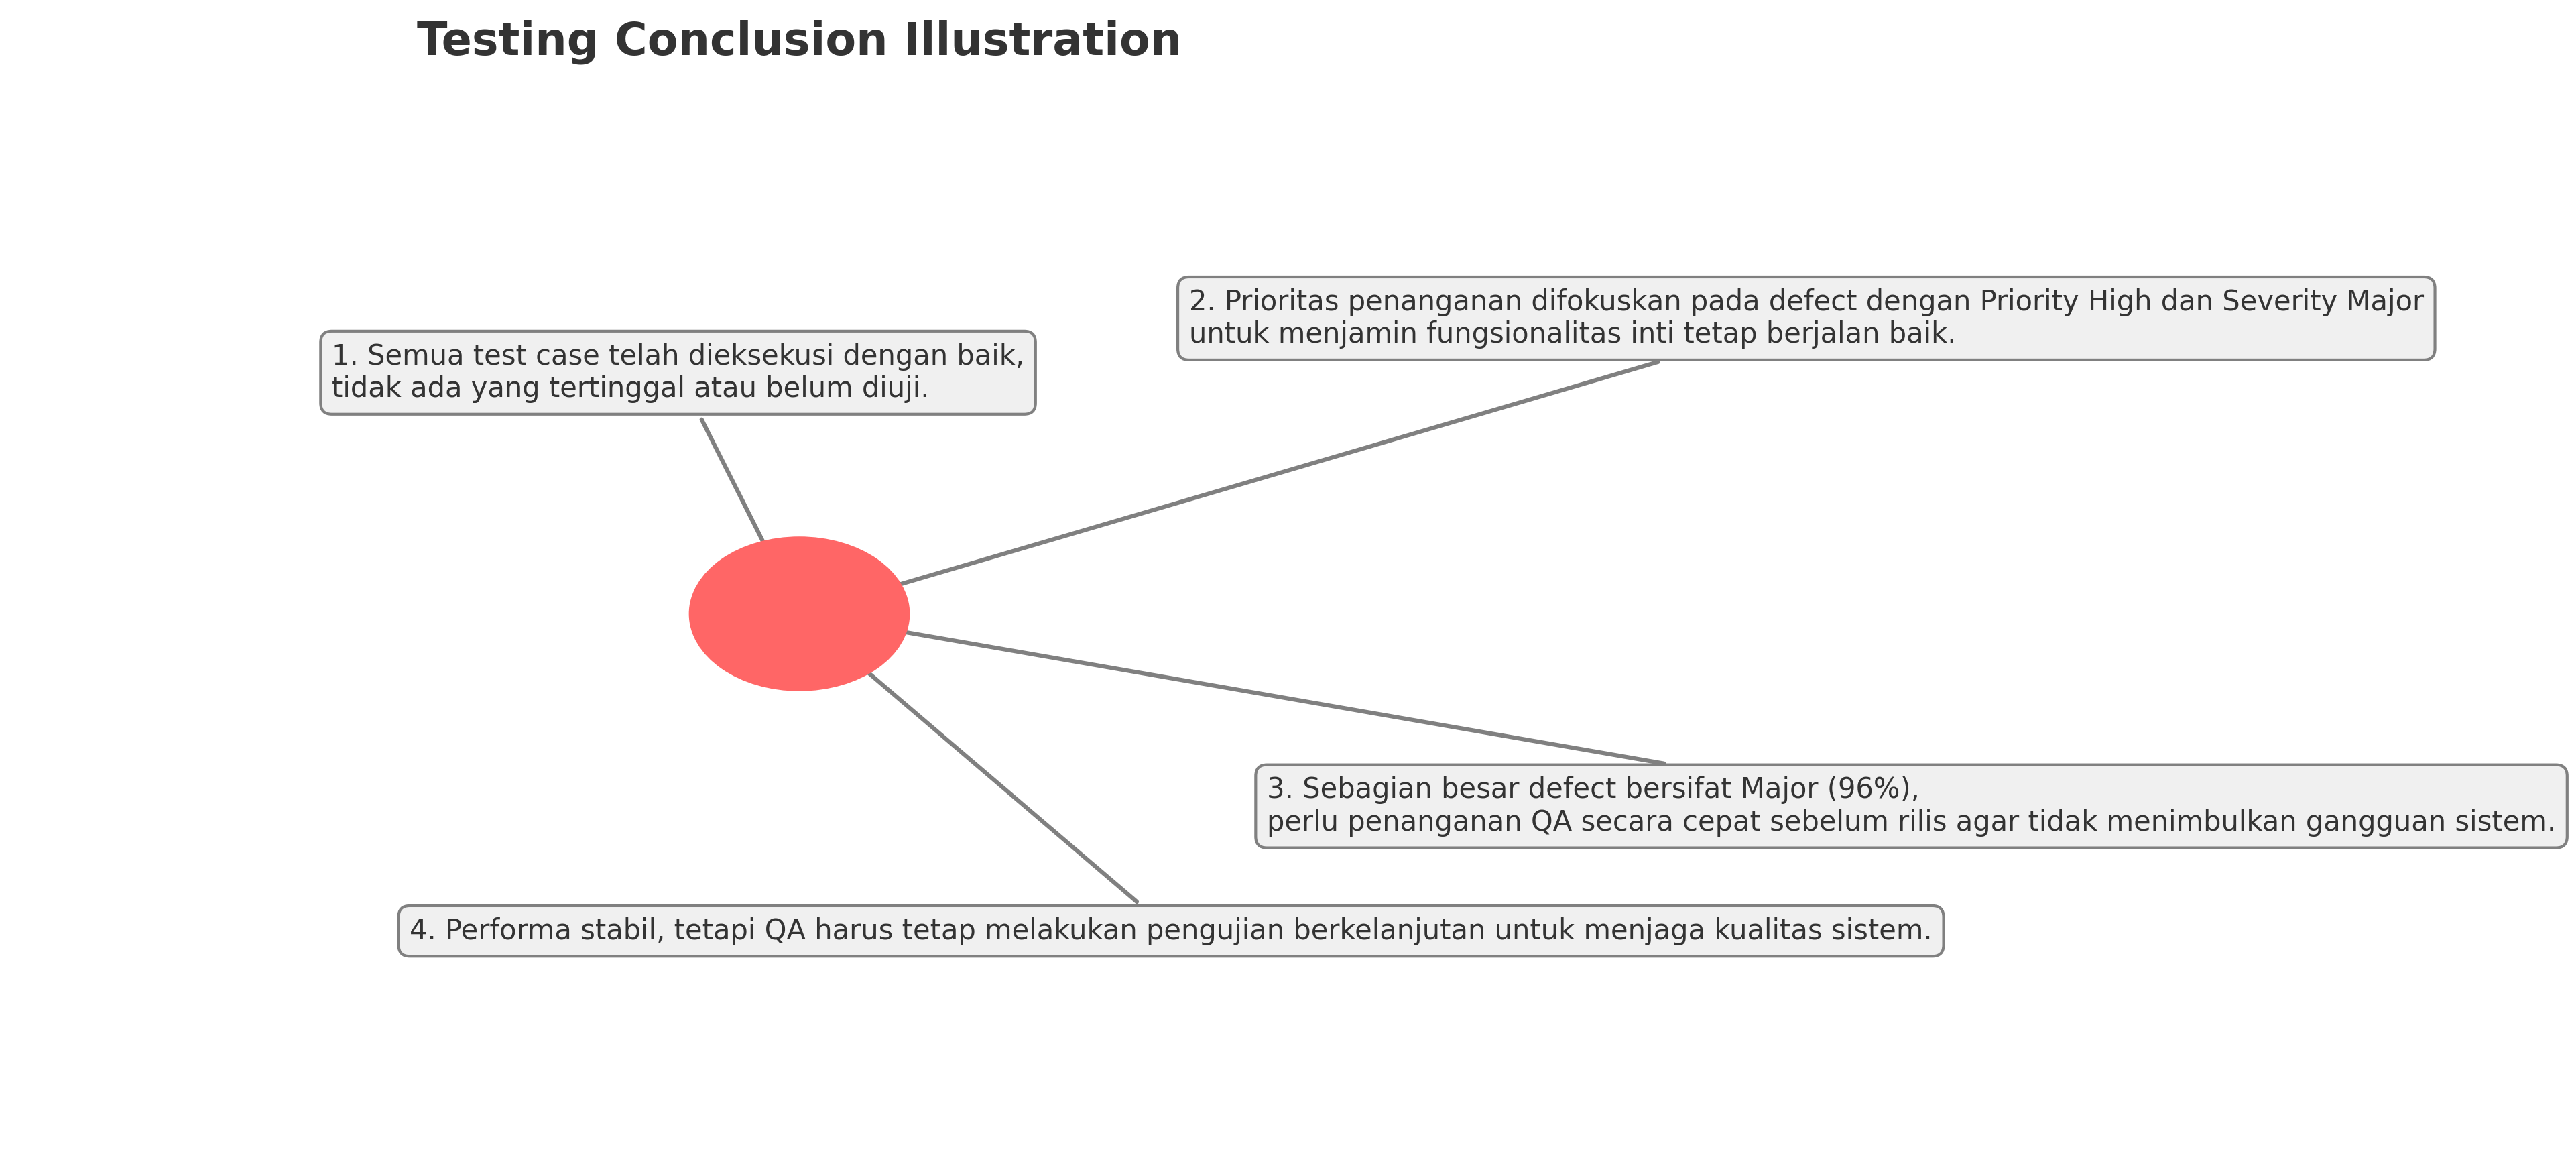 Testing Conclusion Illustration
1. Semua test case telah dieksekusi dengan baik,
tidak ada yang tertinggal atau belum diuji.
2. Prioritas penanganan difokuskan pada defect dengan Priority High dan Severity Major
untuk menjamin fungsionalitas inti tetap berjalan baik.
3. Sebagian besar defect bersifat Major (96%),
perlu penanganan QA secara cepat sebelum rilis agar tidak menimbulkan gangguan sistem.
4. Performa stabil, tetapi QA harus tetap melakukan pengujian berkelanjutan untuk menjaga kualitas sistem.